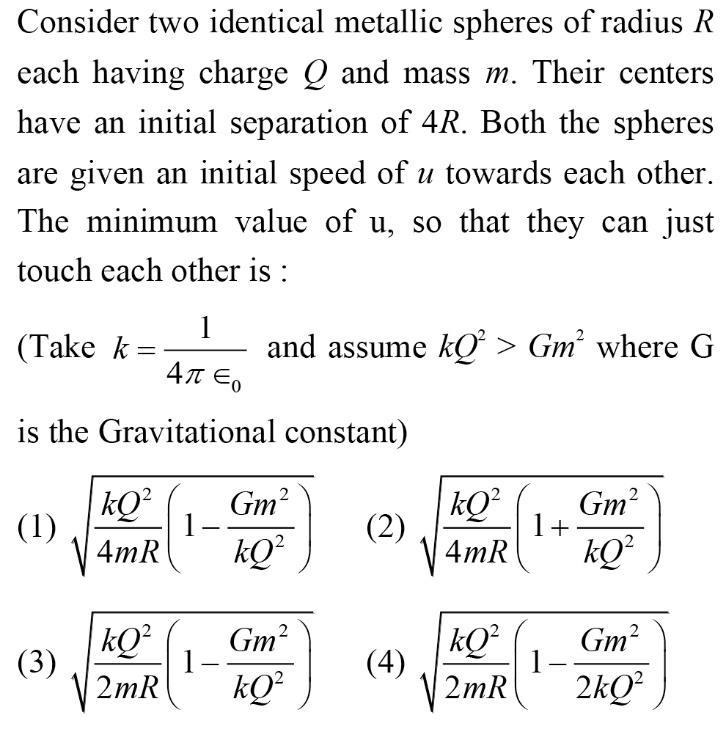 Consider two identical metallic spheres of radius R
each having charge Q and mass m. Their centers
have an initial separation of 4R. Both the spheres
are given an initial speed of u towards each other.
The minimum value of u, so that they can just
touch each other is :
(Take k = 1/(4π ∈₀) and assume kQ² > Gm² where G
is the Gravitational constant)
(1) √(kQ²/4mR (1 − Gm²/kQ²)) (2) √(kQ²/4mR (1 + Gm²/kQ²))
(3) √(kQ²/2mR (1 − Gm²/kQ²)) (4) √(kQ²/2mR (1 − Gm²/2kQ²))